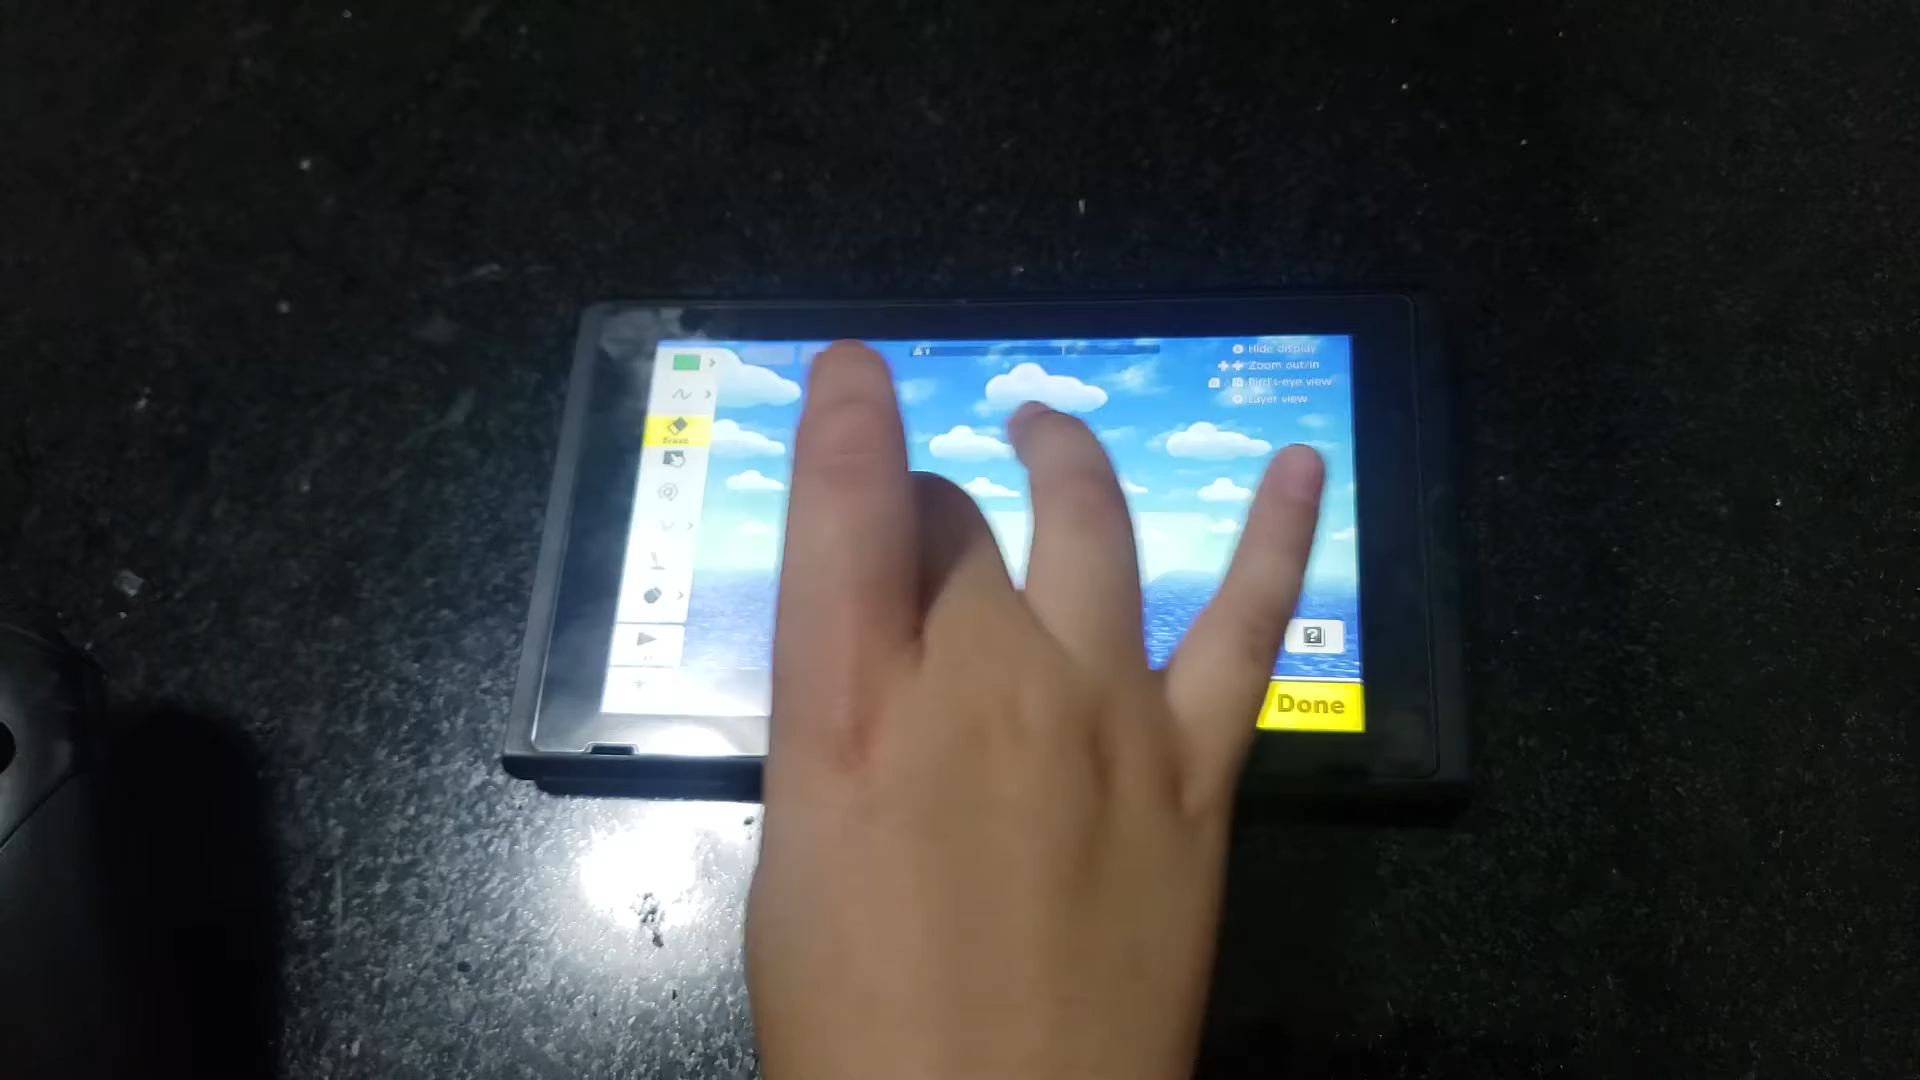 Hide display
Zoom out/in
Bird's-eye view
Layer view
Erase
?
Done